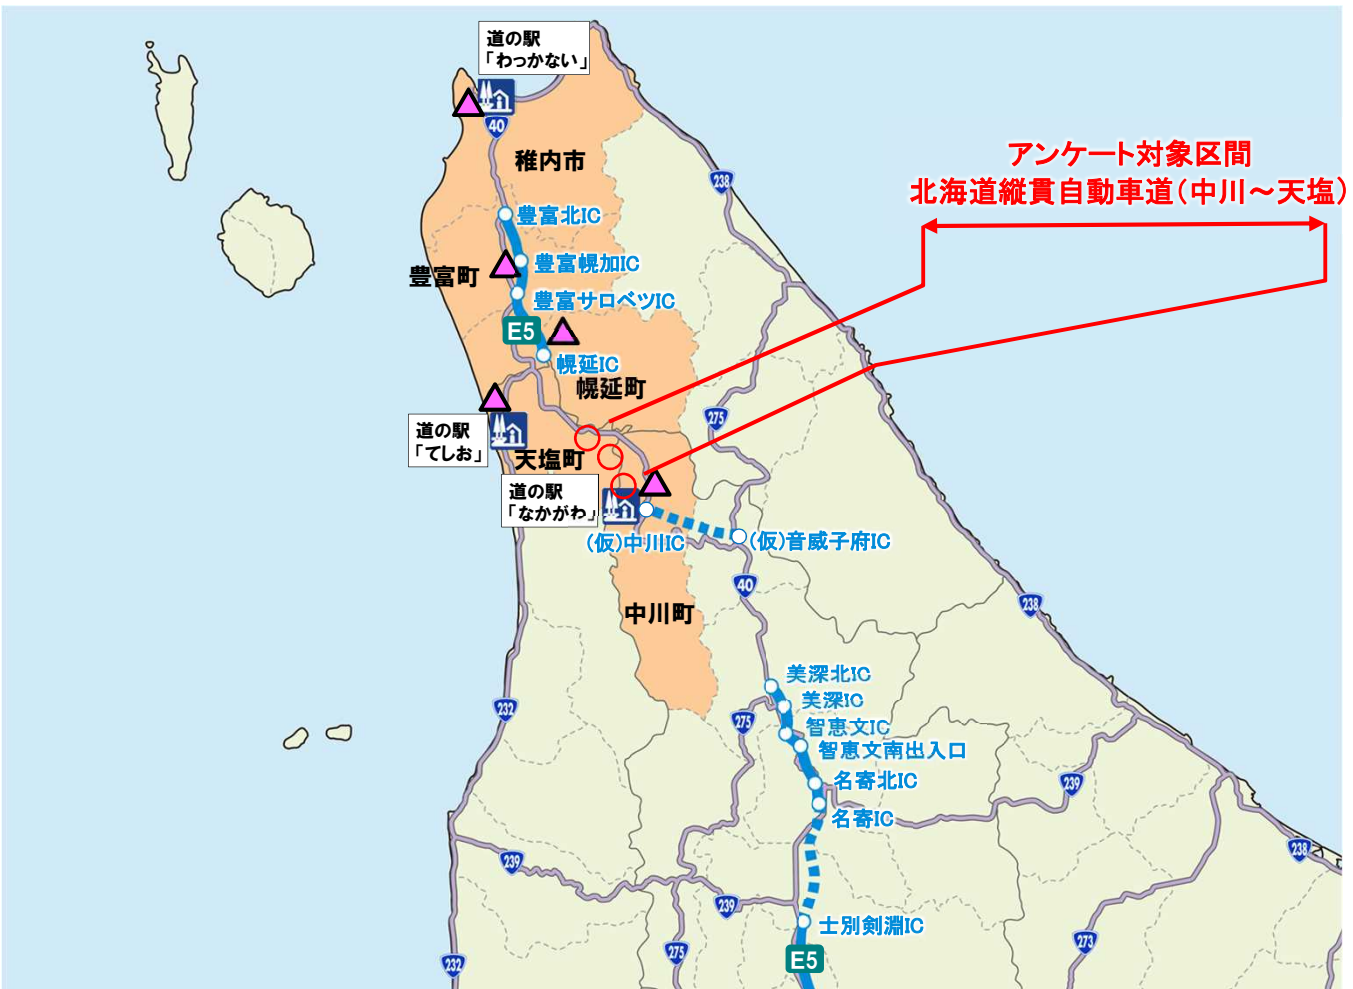 道の駅
「わっかない」
40
稚内市
238
アンケート対象区間
北海道縦貫自動車道(中川～天塩)
豊富北IC
豊富町
豊富幌加IC
豊富サロベツIC
E5
幌延IC
幌延町
275
道の駅
「てしお」
天塩町
道の駅
「なかがわ」
(仮)中川IC
(仮)音威子府IC
40
238
中川町
美深北IC
美深IC
232
275
智恵文IC
智恵文南出入口
名寄北IC
239
名寄IC
239
238
239
士別剣淵IC
273
275
E5
232